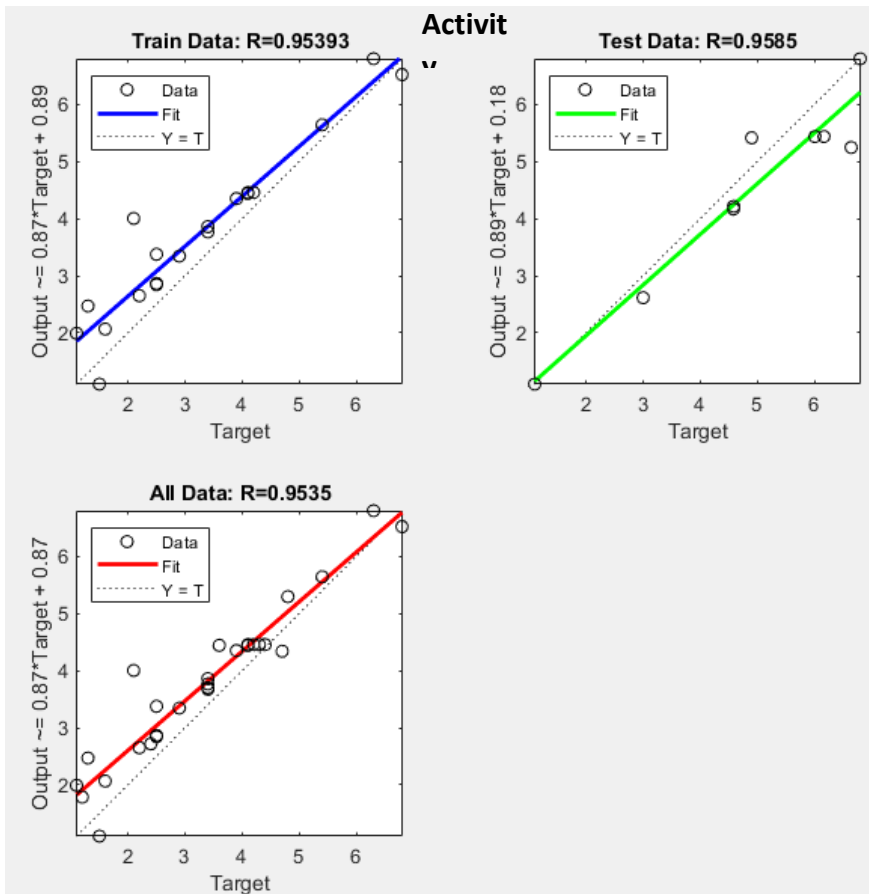 Activit
Train Data: R=0.95393
Data
Fit
Y = T
Output ~= 0.87*Target + 0.89
2
3
4
5
6
2
3
4
5
6
Target
Test Data: R=0.9585
Data
Fit
Y = T
Output ~= 0.89*Target + 0.18
2
3
4
5
6
2
3
4
5
6
Target
All Data: R=0.9535
Data
Fit
Y = T
Output ~= 0.87*Target + 0.87
2
3
4
5
6
2
3
4
5
6
Target